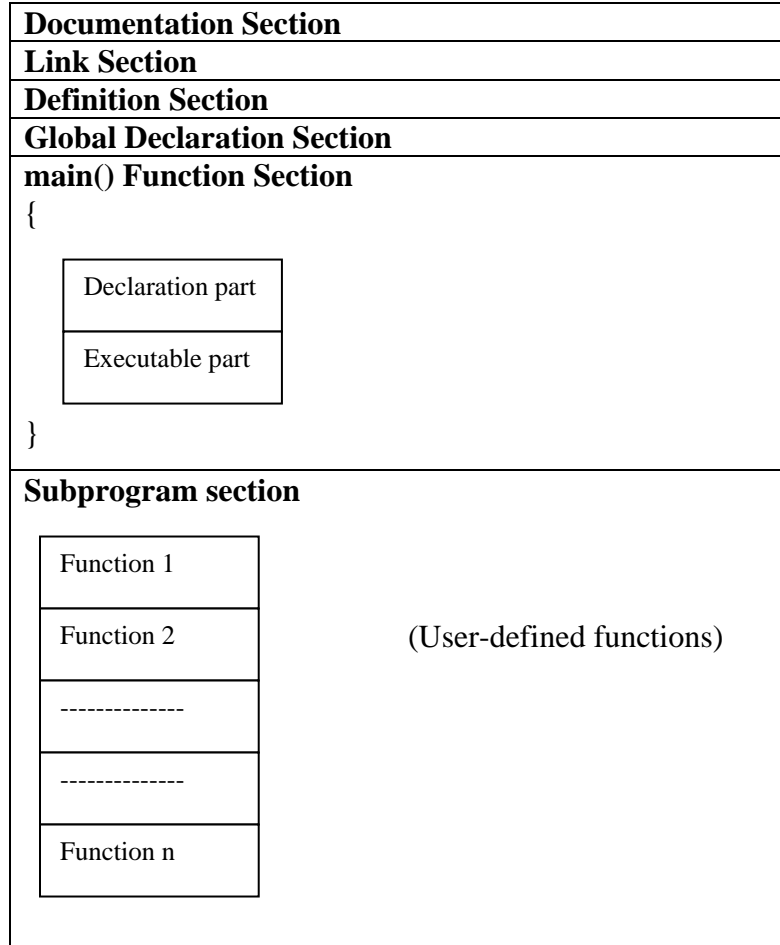 Documentation Section
Link Section
Definition Section
Global Declaration Section
main() Function Section
{
Declaration part
Executable part
}
Subprogram section
Function 1
Function 2 (User-defined functions)
--------------
--------------
Function n